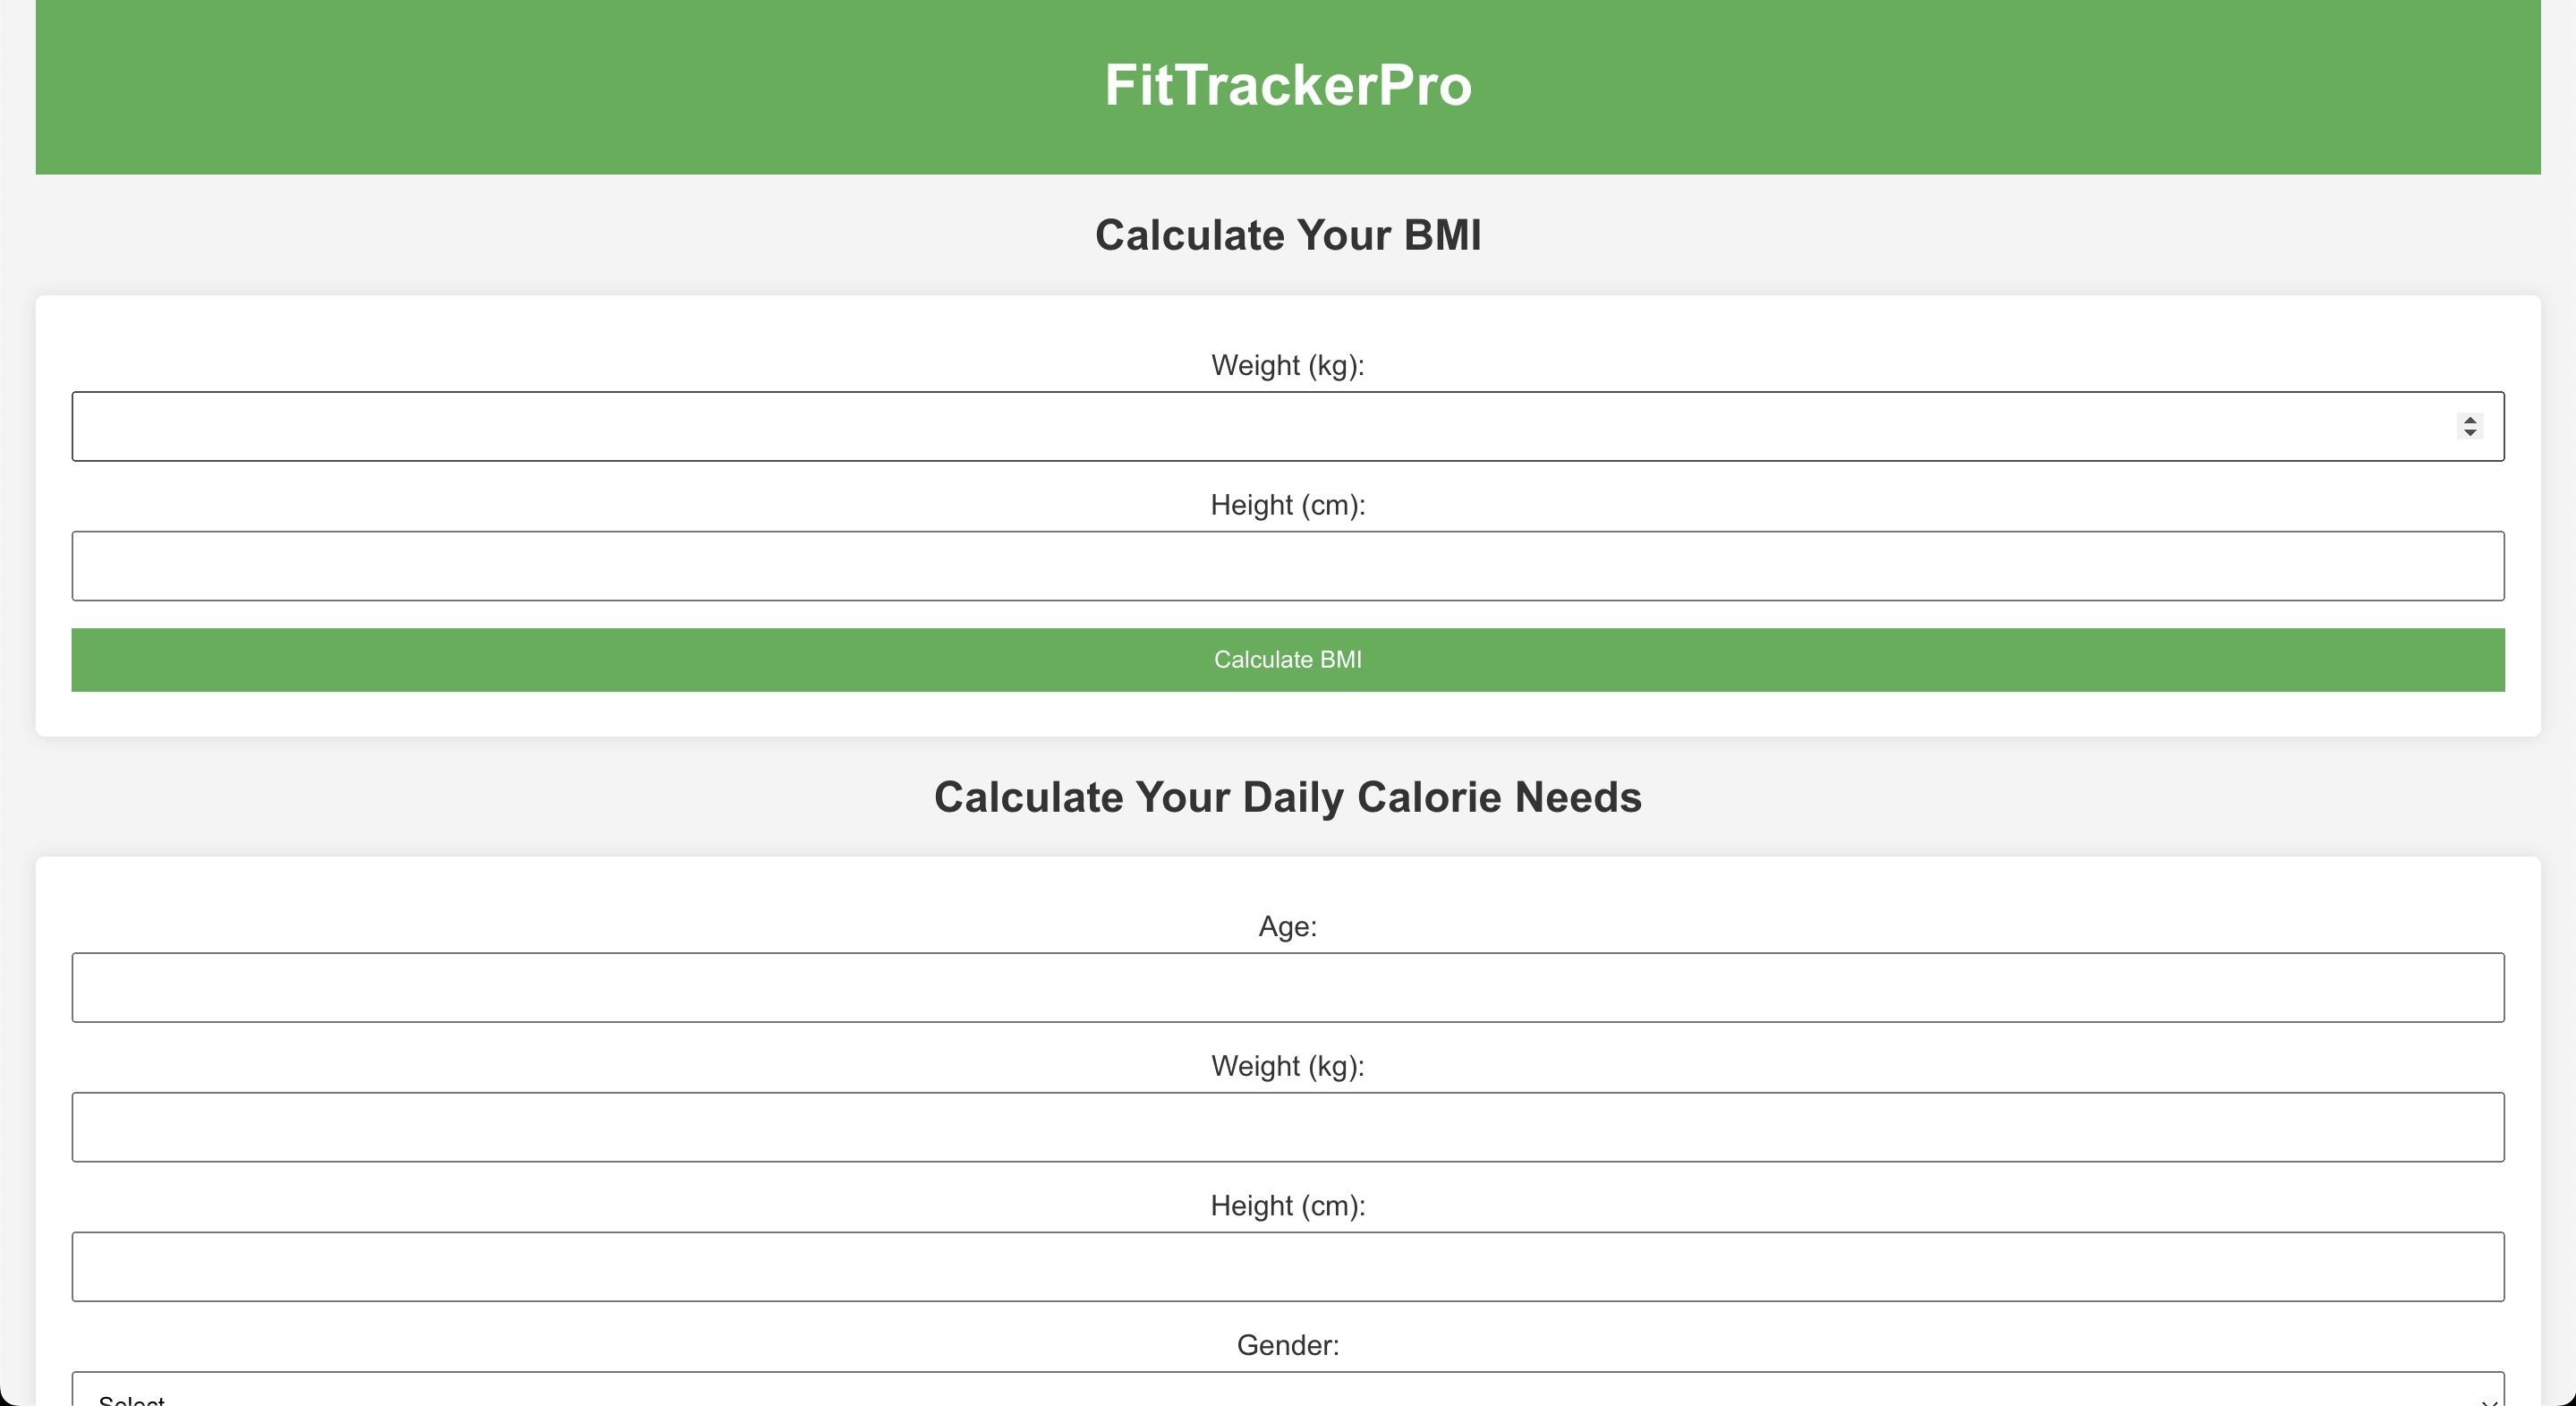 FitTrackerPro
Calculate Your BMI
Weight (kg):
Height (cm):
Calculate BMI
Calculate Your Daily Calorie Needs
Age:
Weight (kg):
Height (cm):
Gender:
Select